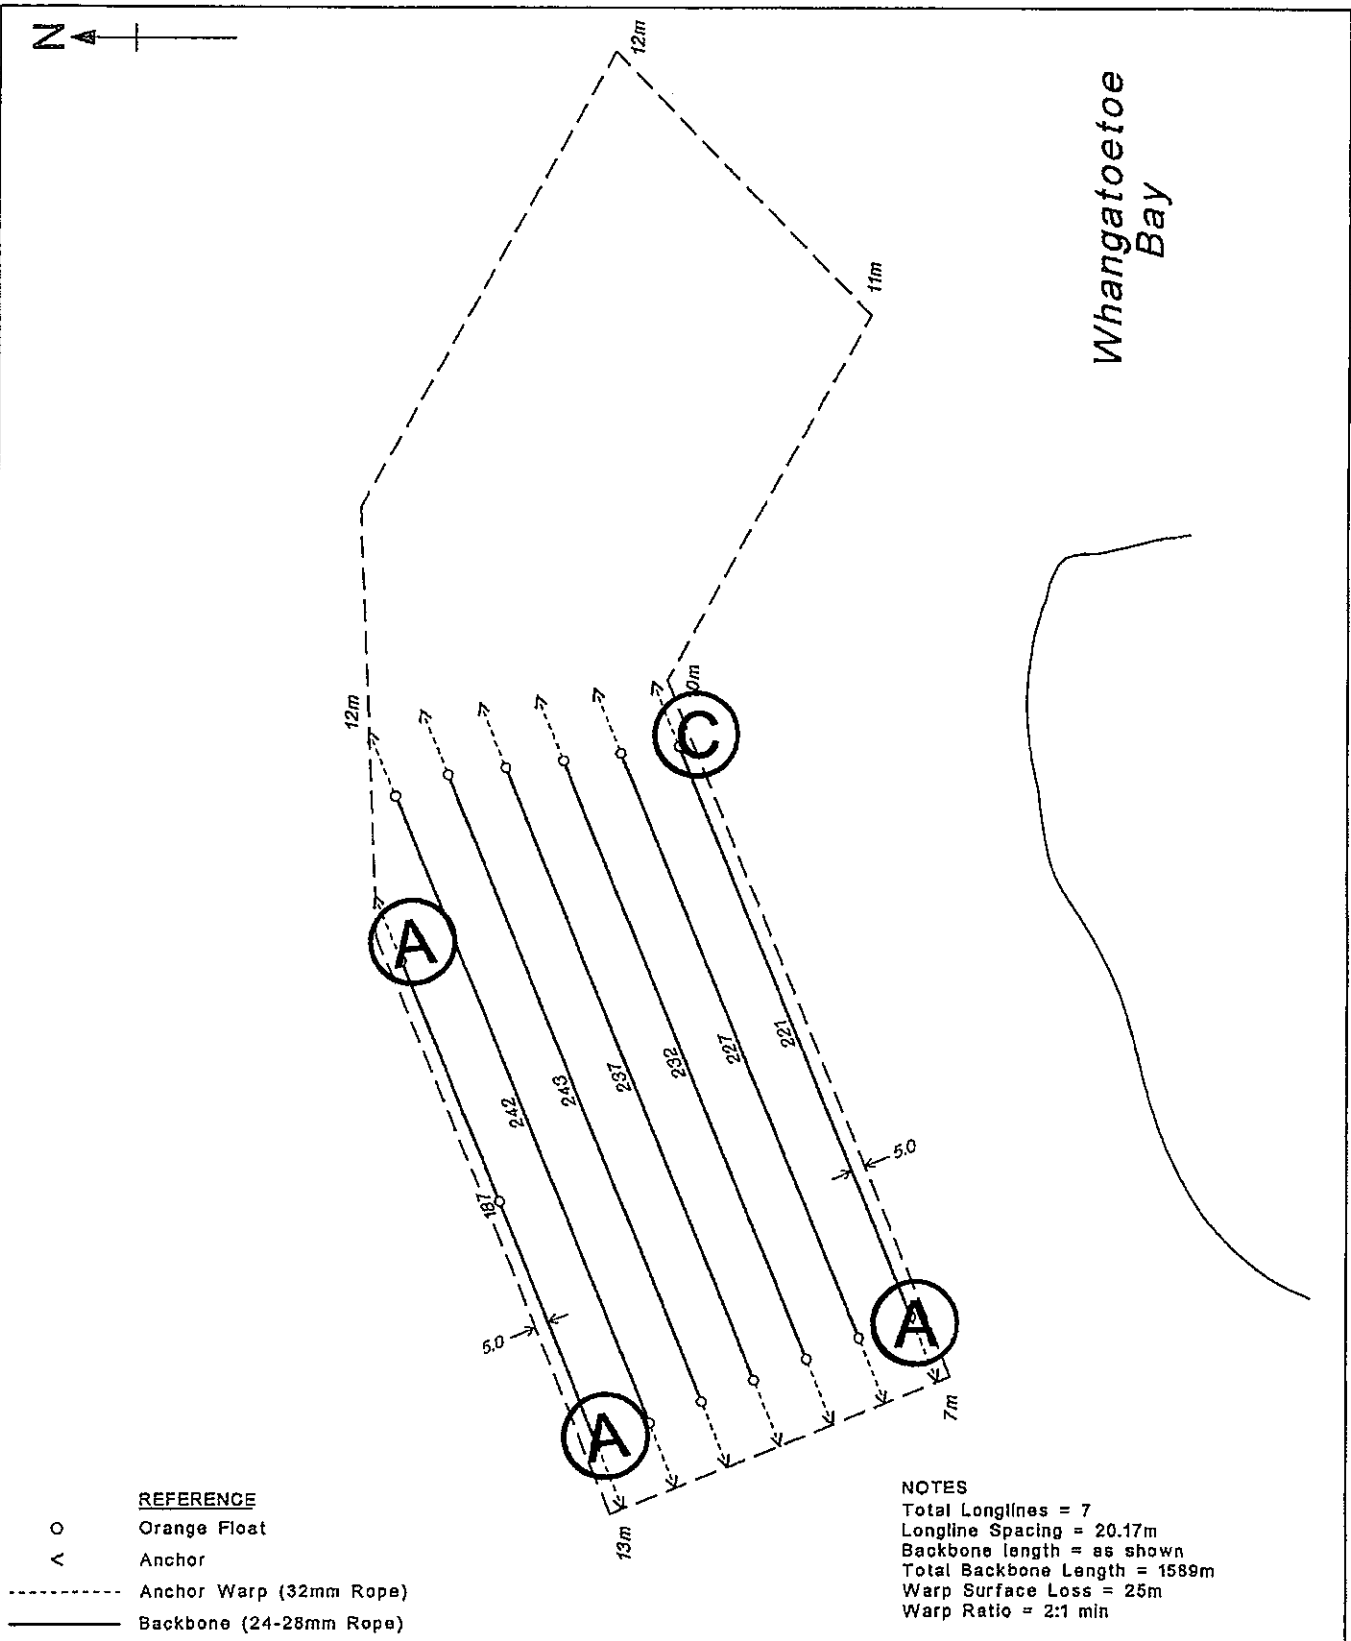 N
12m
Whangatoetoe
Bay
11m
12m
0m
C
A
242
243
237
232
227
221
187
5.0
5.0
A
A
7m
13m
REFERENCE
Orange Float
Anchor
Anchor Warp (32mm Rope)
Backbone (24-28mm Rope)
NOTES
Total Longlines = 7
Longline Spacing = 20.17m
Backbone length = as shown
Total Backbone Length = 1589m
Warp Surface Loss = 25m
Warp Ratio = 2:1 min